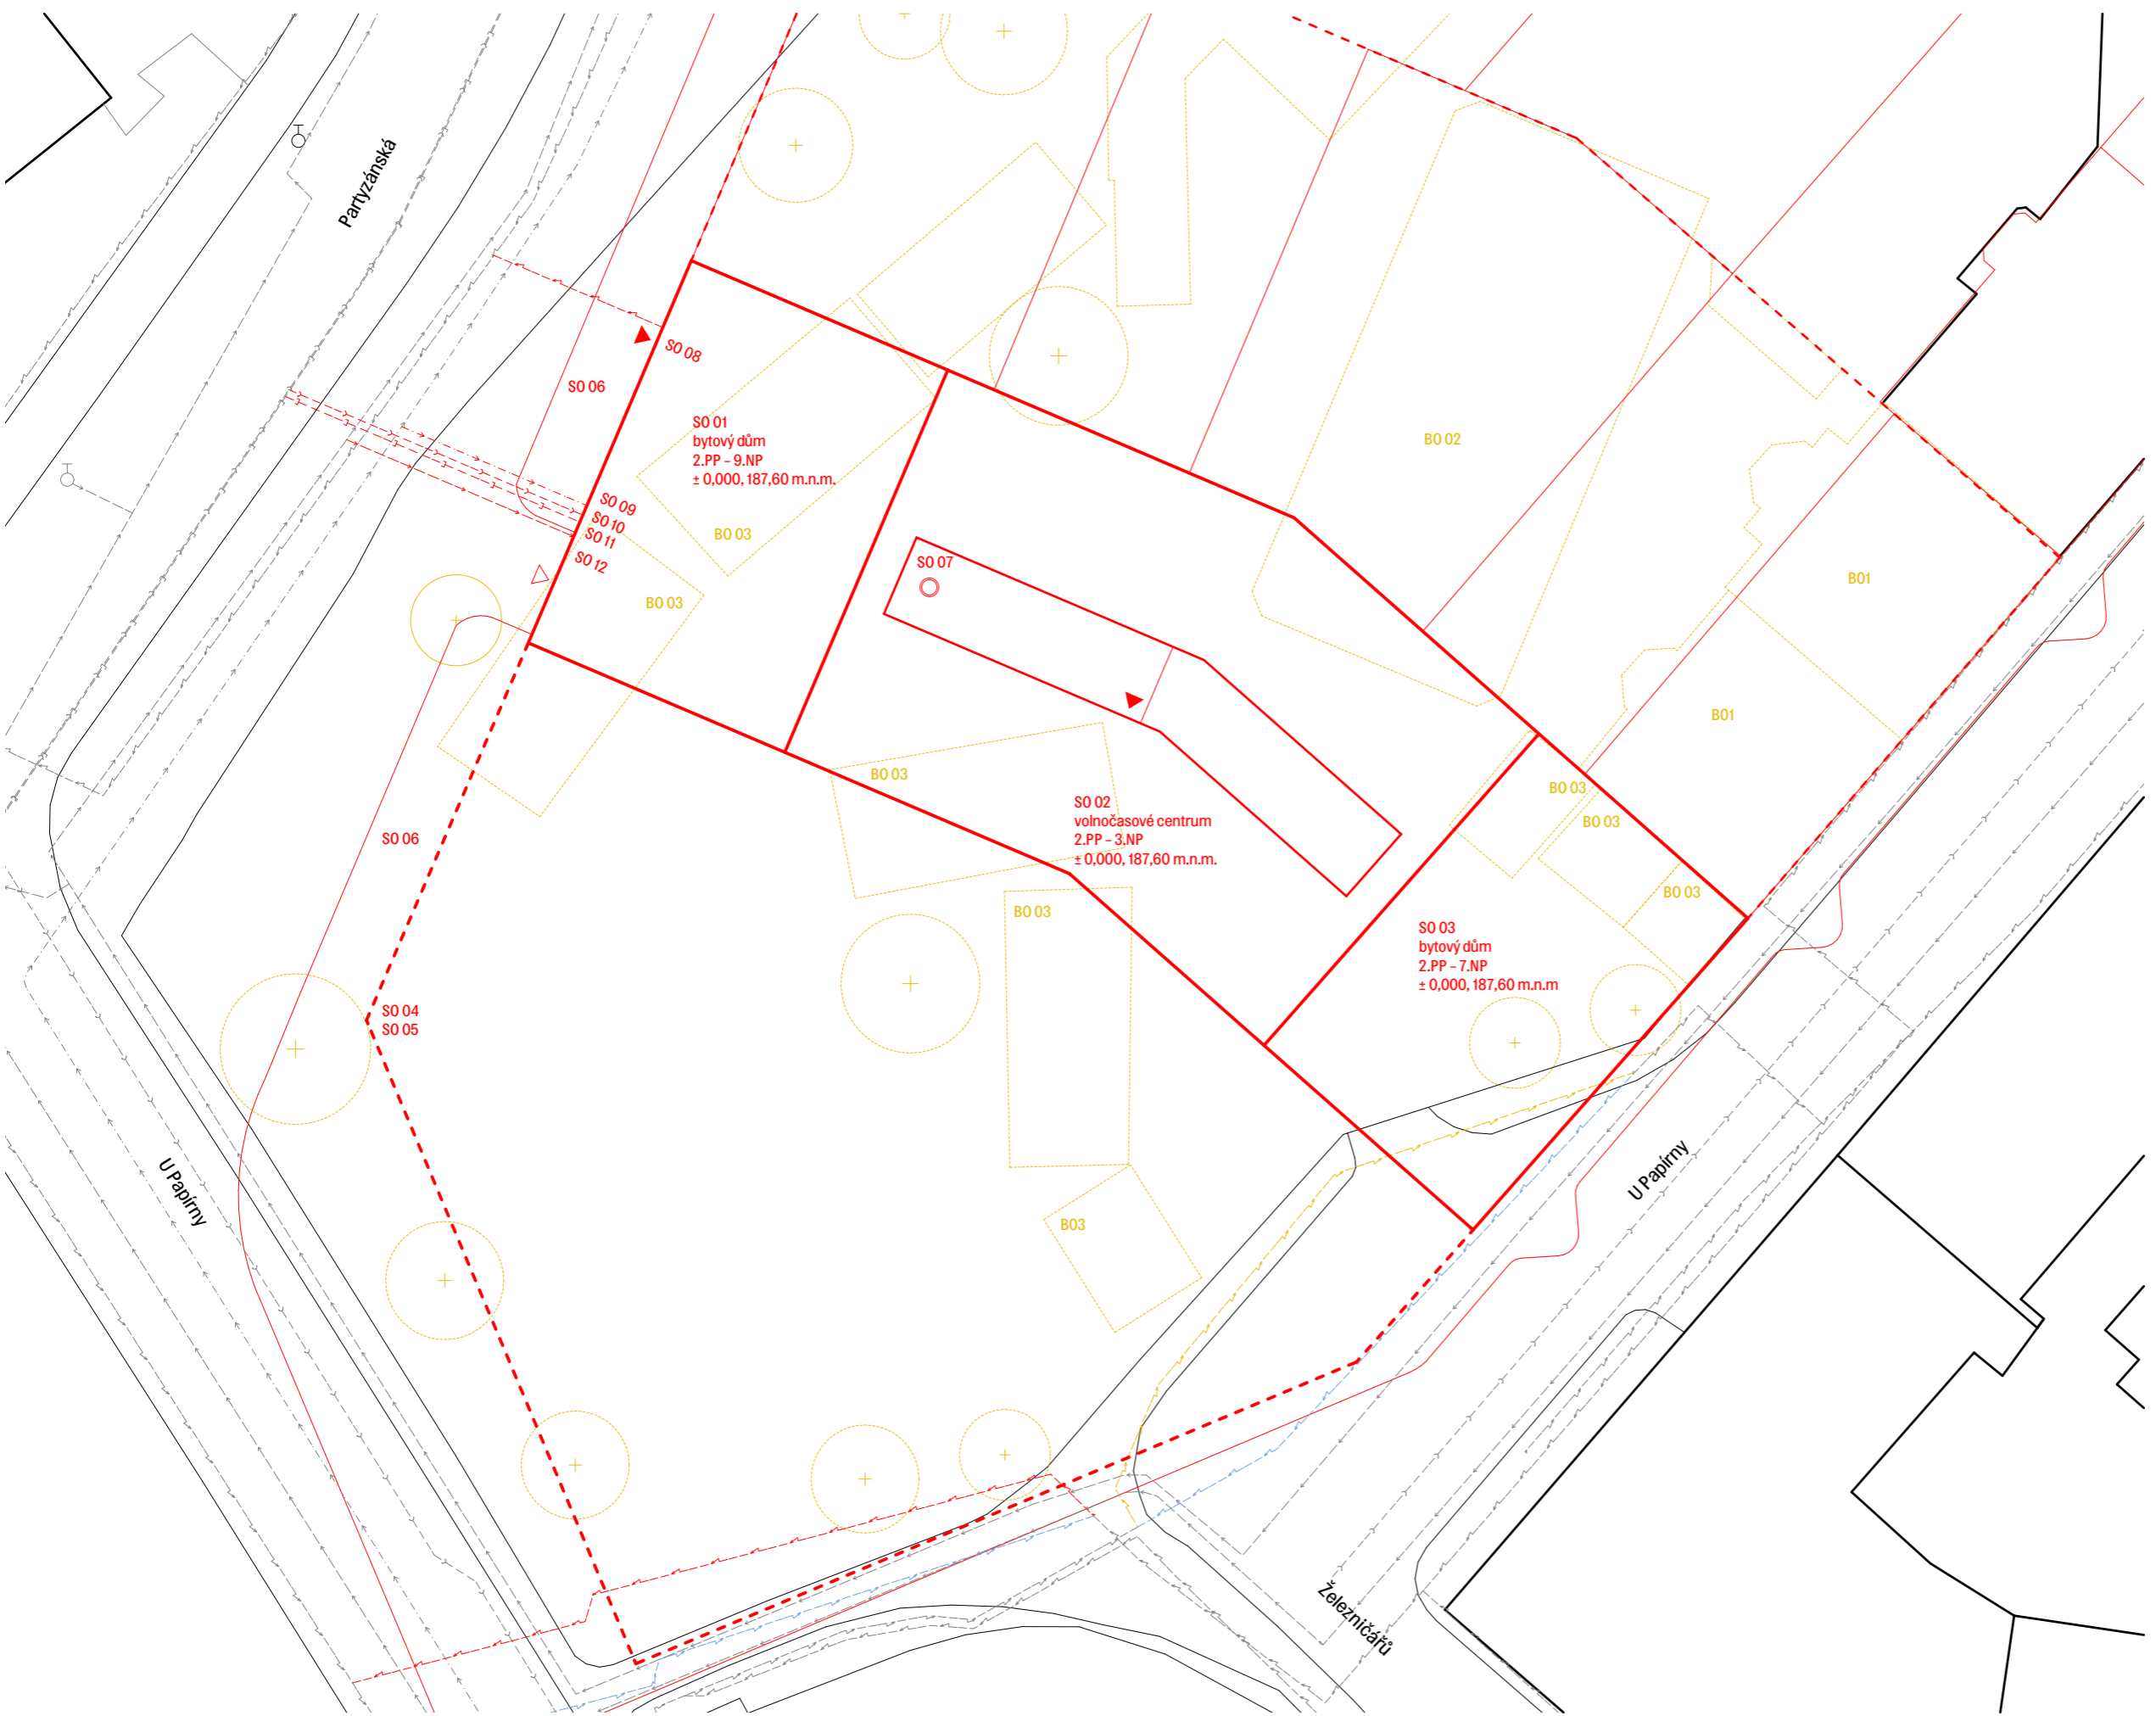 Partyzánská
SO 08
SO 06
SO 01
bytový dům
2.PP – 9.NP
± 0,000, 187,60 m.n.m.
BO 02
SO 09
SO 10
SO 11
SO 12
BO 03
BO 03
SO 07
B01
B01
BO 03
SO 02
volnočasové centrum
2.PP – 3.NP
± 0,000, 187,60 m.n.m.
BO 03
BO 03
BO 03
SO 06
BO 03
SO 03
bytový dům
2.PP – 7.NP
± 0,000, 187,60 m.n.m
SO 04
SO 05
U Papírny
U Papírny
B03
Železničářů